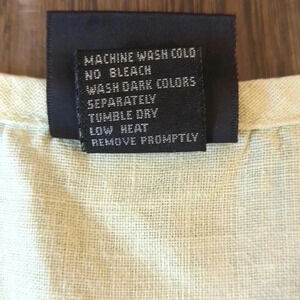 MACHINE WASH COLD
NO BLEACH
WASH DARK COLORS
SEPARATELY
TUMBLE DRY
LOW HEAT
REMOVE PROMPTLY